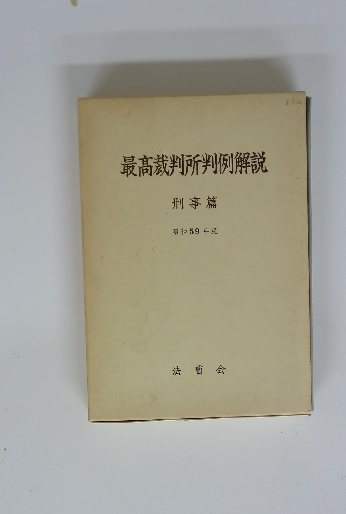 最高裁判所判例解説
刑事篇
昭和59年度
法曹会